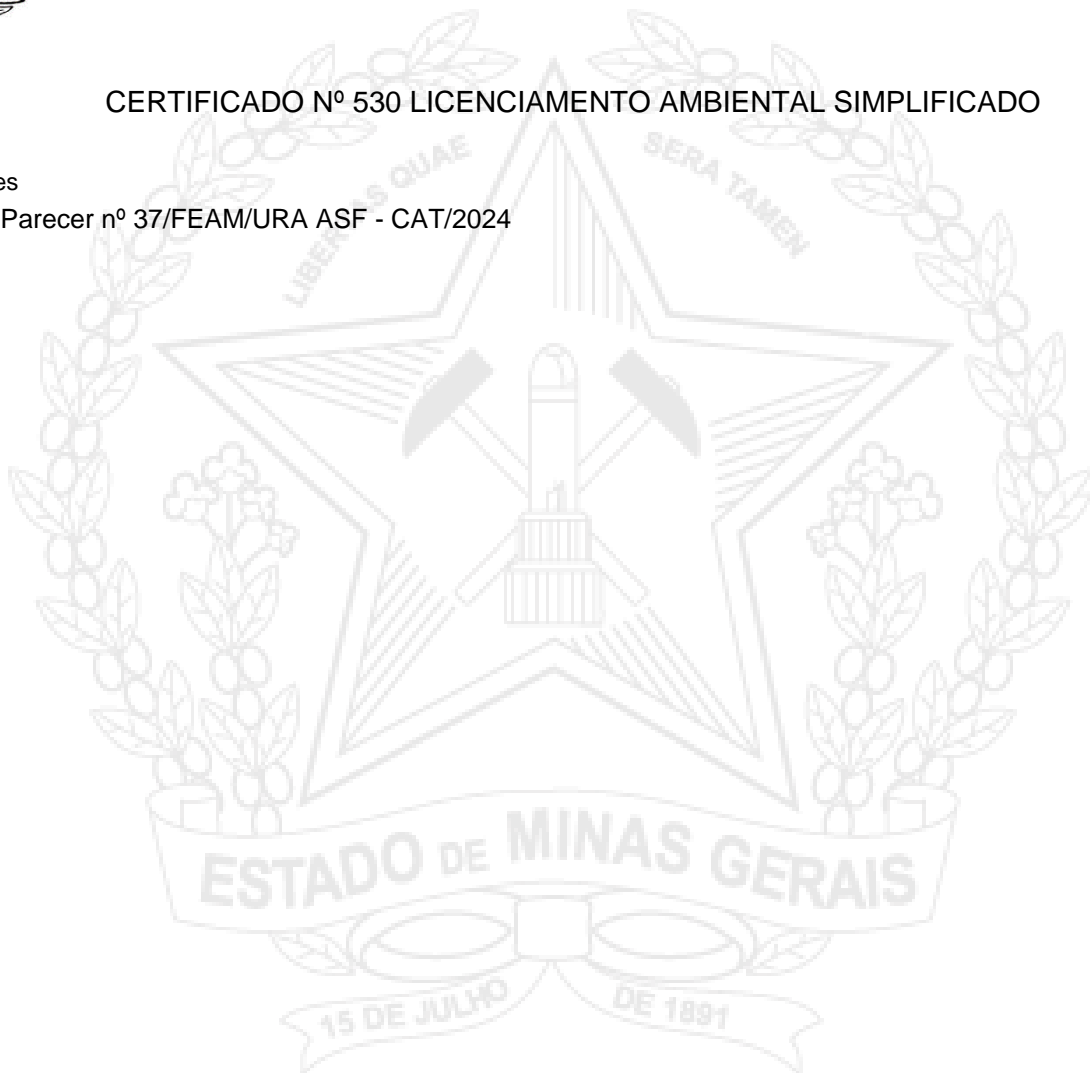 CERTIFICADO Nº 530 LICENCIAMENTO AMBIENTAL SIMPLIFICADO
es
Parecer nº 37/FEAM/URA ASF - CAT/2024
LIBERTAS QUAE SERA TAMEN
ESTADO DE MINAS GERAIS
15 DE JULHO DE 1891